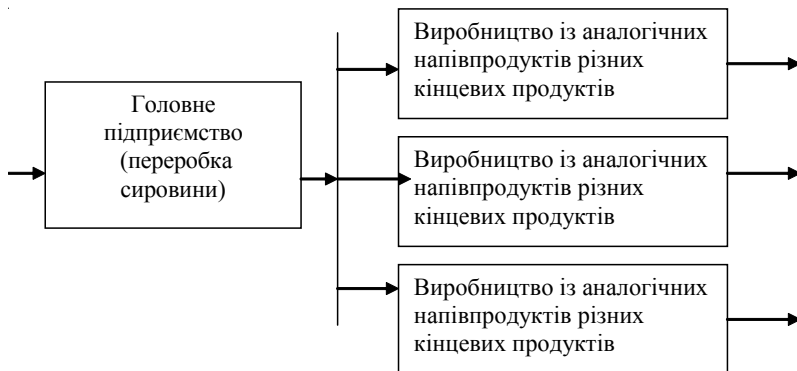 Головне
підприємство
(переробка
сировини)
Виробництво із аналогічних
напівпродуктів різних
кінцевих продуктів
Виробництво із аналогічних
напівпродуктів різних
кінцевих продуктів
Виробництво із аналогічних
напівпродуктів різних
кінцевих продуктів